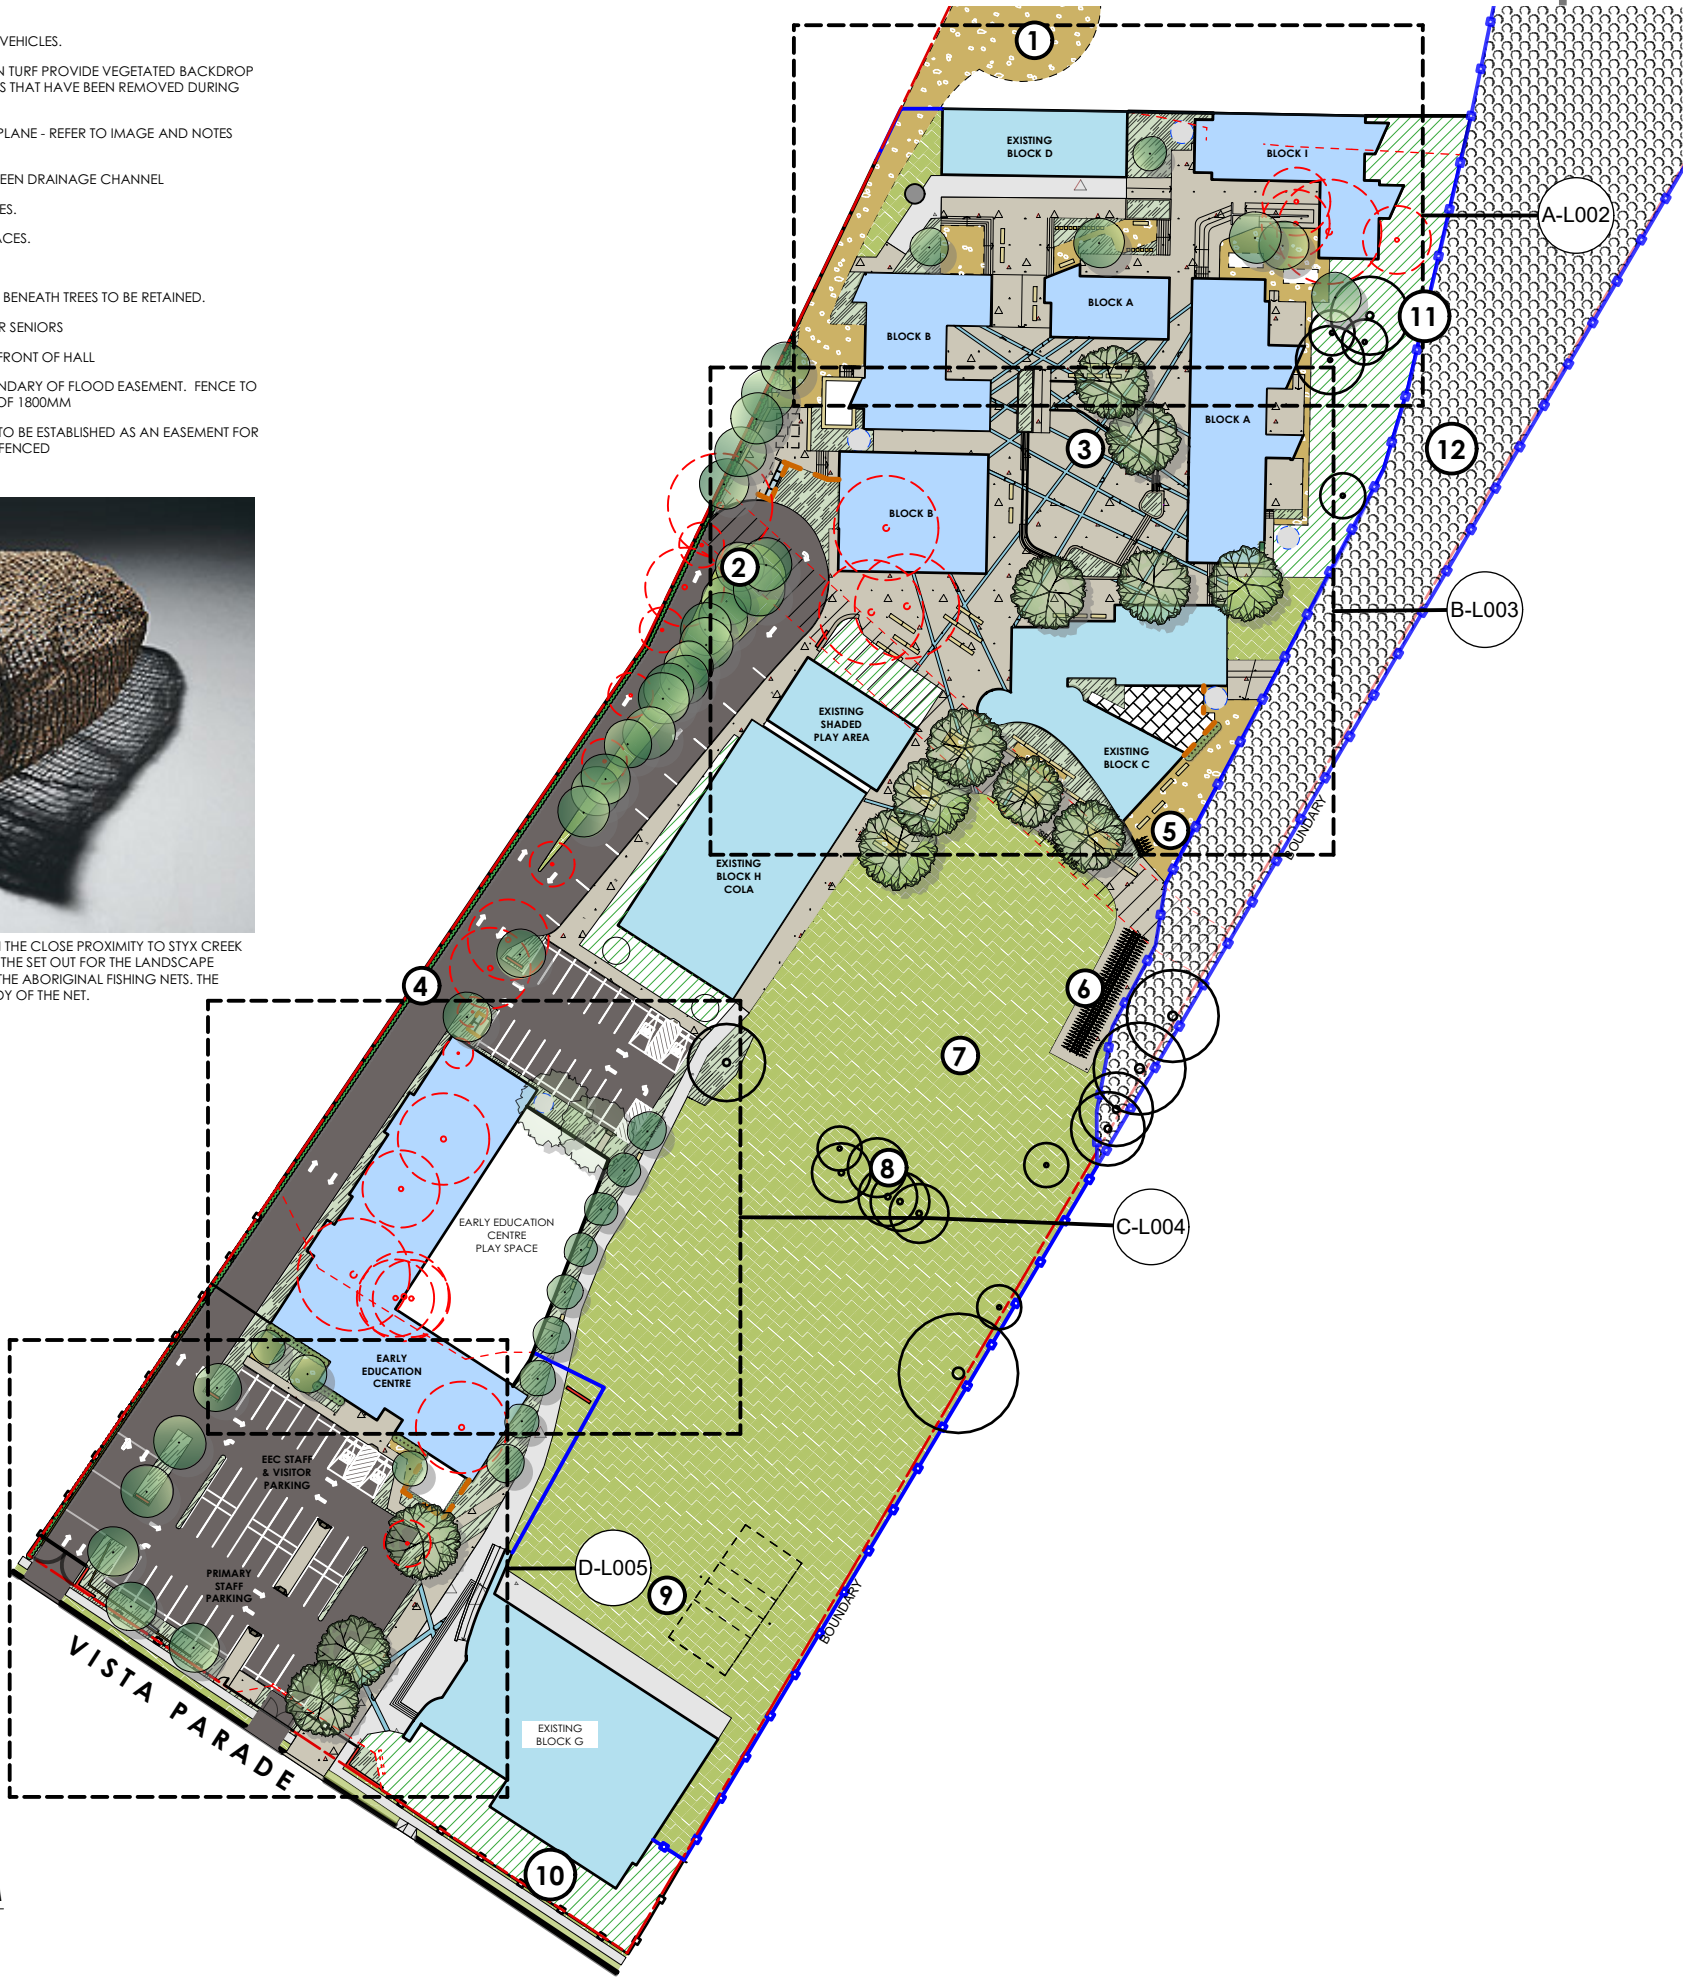 VEHICLES.
N TURF PROVIDE VEGETATED BACKDROP
S THAT HAVE BEEN REMOVED DURING
PLANE - REFER TO IMAGE AND NOTES
EEN DRAINAGE CHANNEL
ES.
ACES.
BENEATH TREES TO BE RETAINED.
R SENIORS
FRONT OF HALL
NDARY OF FLOOD EASEMENT. FENCE TO
OF 1800MM
TO BE ESTABLISHED AS AN EASEMENT FOR
FENCED
N THE CLOSE PROXIMITY TO STYX CREEK
THE SET OUT FOR THE LANDSCAPE
THE ABORIGINAL FISHING NETS. THE
DY OF THE NET.
1
EXISTING
BLOCK D
BLOCK I
A-L002
BLOCK A
11
BLOCK B
BLOCK A
3
12
BLOCK B
2
B-L003
EXISTING
SHADED
PLAY AREA
EXISTING
BLOCK C
5
BOUNDARY
EXISTING
BLOCK H
COLA
4
6
7
8
EARLY EDUCATION
CENTRE
PLAY SPACE
C-L004
EARLY
EDUCATION
CENTRE
EEC STAFF
& VISITOR
PARKING
D-L005
9
PRIMARY
STAFF
PARKING
BOUNDARY
VISTA PARADE
EXISTING
BLOCK G
10